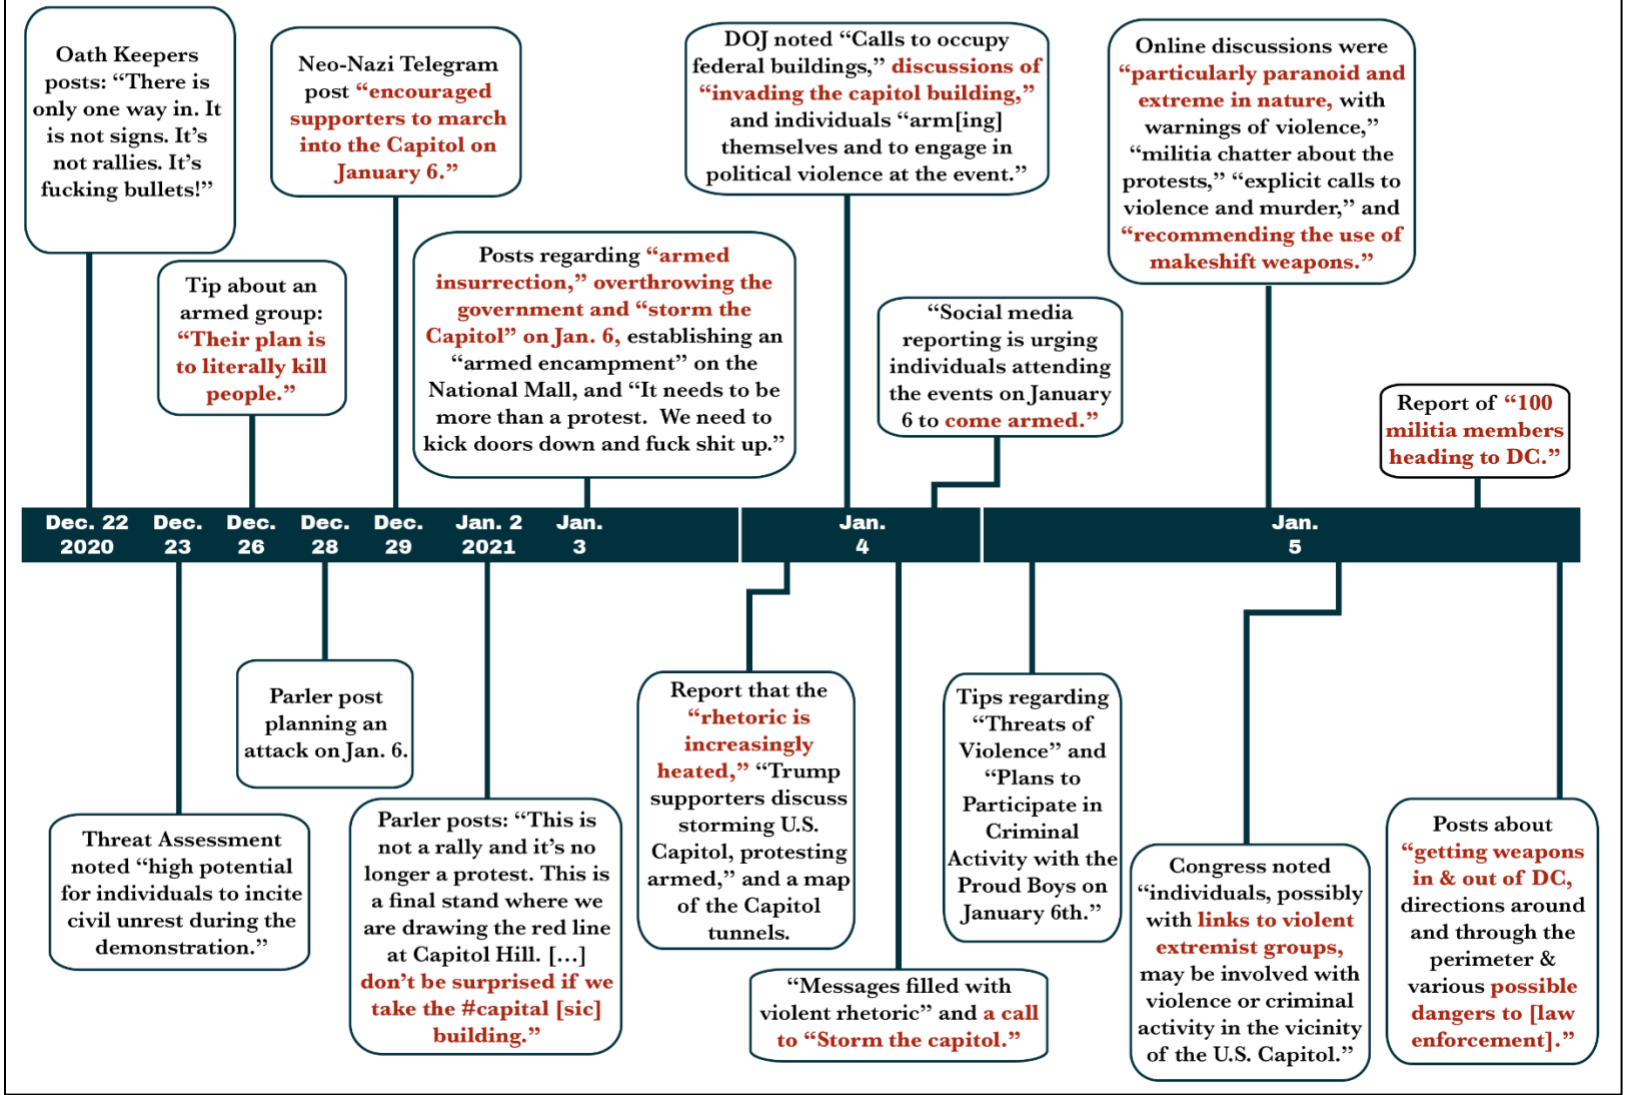 Oath Keepers
posts: “There is
only one way in. It
is not signs. It’s
not rallies. It’s
fucking bullets!”
Tip about an
armed group:
“Their plan is
to literally kill
people.”
Neo-Nazi Telegram
post “encouraged
supporters to march
into the Capitol on
January 6.”
Posts regarding “armed
insurrection,” overthrowing the
government and “storm the
Capitol” on Jan. 6, establishing an
“armed encampment” on the
National Mall, and “It needs to be
more than a protest.  We need to
kick doors down and fuck shit up.”
DOJ noted “Calls to occupy
federal buildings,” discussions of
“invading the capitol building,”
and individuals “arm[ing]
themselves and to engage in
political violence at the event.”
“Social media
reporting is urging
individuals attending
the events on January
6 to come armed.”
Online discussions were
“particularly paranoid and
extreme in nature, with
warnings of violence,”
“militia chatter about the
protests,” “explicit calls to
violence and murder,” and
“recommending the use of
makeshift weapons.”
Report of “100
militia members
heading to DC.”
Dec. 22
2020
Dec.
23
Dec.
26
Dec.
28
Dec.
29
Jan. 2
2021
Jan.
3
Jan.
4
Jan.
5
Threat Assessment
noted “high potential
for individuals to incite
civil unrest during the
demonstration.”
Parler post
planning an
attack on Jan. 6.
Parler posts: “This is
not a rally and it’s no
longer a protest. This is
a final stand where we
are drawing the red line
at Capitol Hill. [...]
don’t be surprised if we
take the #capital [sic]
building.”
Report that the
“rhetoric is
increasingly
heated,” “Trump
supporters discuss
storming U.S.
Capitol, protesting
armed,” and a map
of the Capitol
tunnels.
“Messages filled with
violent rhetoric” and a call
to “Storm the capitol.”
Tips regarding
“Threats of
Violence” and
“Plans to
Participate in
Criminal
Activity with the
Proud Boys on
January 6th.”
Congress noted
“individuals, possibly
with links to violent
extremist groups,
may be involved with
violence or criminal
activity in the vicinity
of the U.S. Capitol.”
Posts about
“getting weapons
in & out of DC,
directions around
and through the
perimeter &
various possible
dangers to [law
enforcement].”